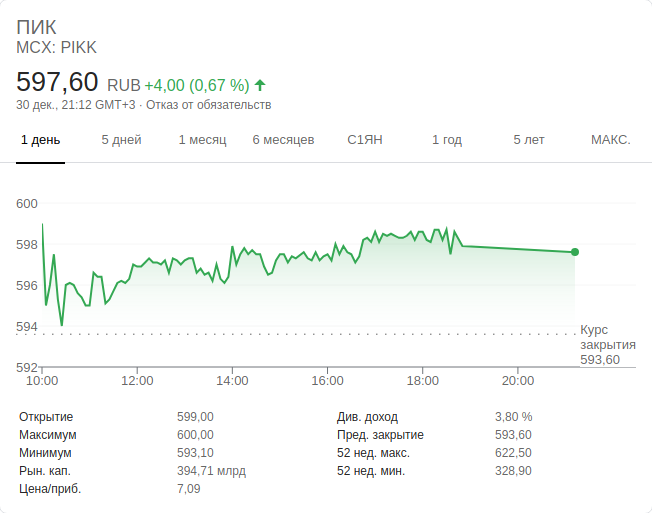 ПИК
MCX: PIKK
597,60 RUB +4,00 (0,67 %)
30 дек., 21:12 GMT+3 · Отказ от обязательств
1 день 5 дней 1 месяц 6 месяцев С1ЯН 1 год 5 лет МАКС.
600
598
596
594
Курс
закрытия
593,60
592
10:00 12:00 14:00 16:00 18:00 20:00
Открытие 599,00 Див. доход 3,80 %
Максимум 600,00 Пред. закрытие 593,60
Минимум 593,10 52 нед. макс. 622,50
Рын. кап. 394,71 млрд 52 нед. мин. 328,90
Цена/приб. 7,09